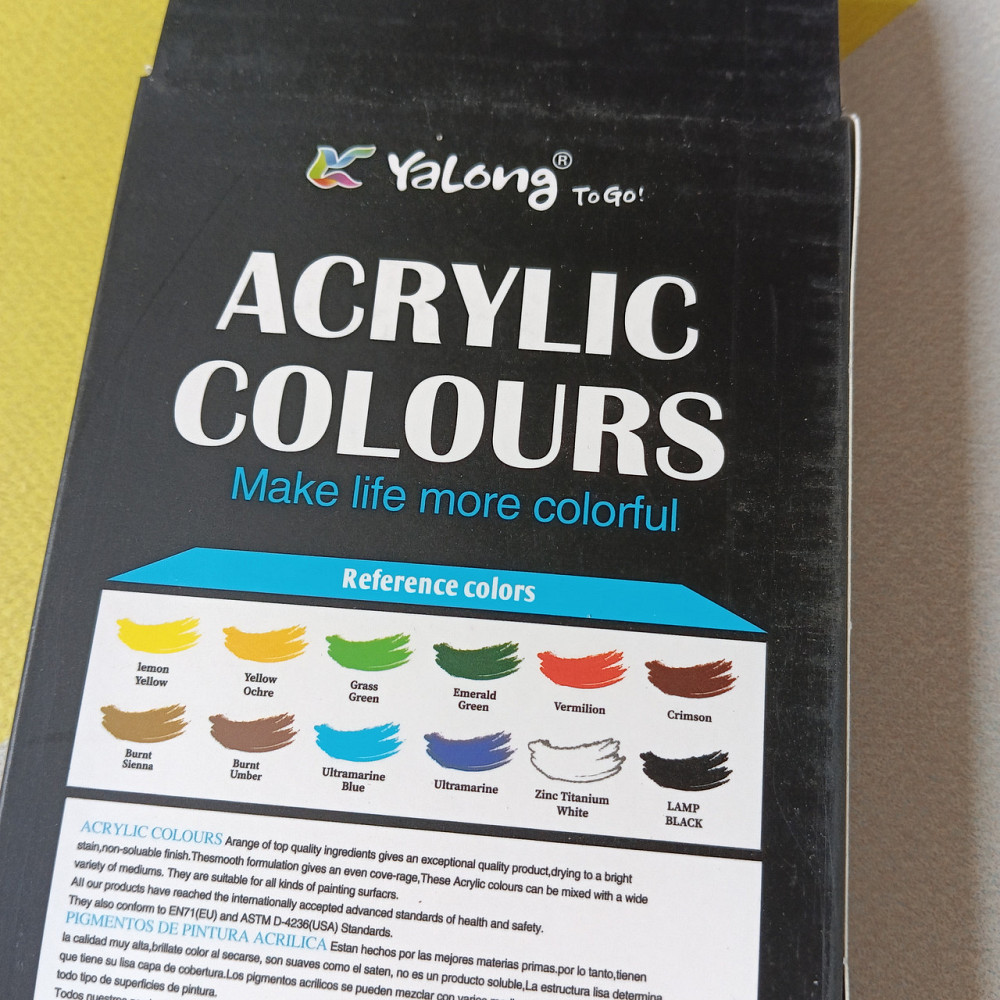 YaLong® To Go!
ACRYLIC
COLOURS
Make life more colorful
Reference colors
lemon Yellow
Yellow Ochre
Grass Green
Emerald Green
Vermilion
Crimson
Burnt Sienna
Burnt Umber
Ultramarine Blue
Ultramarine
Zinc Titanium White
LAMP BLACK
ACRYLIC COLOURS Arange of top quality ingredients gives an exceptional quality product,drying to a bright
stain,non-soluable finish.Thesmooth formulation gives an even cove-rage,These Acrylic colours can be mixed with a wide
variety of mediums. They are suitable for all kinds of painting surfacrs.
All our products have reached the internationally accepted advanced standards of health and safety.
They also conform to EN71(EU) and ASTM D-4236(USA) Standards.
PIGMENTOS DE PINTURA ACRILICA Estan hechos por las mejores materias primas.por lo tanto,tienen
la calidad muy alta,brillate color al secarse, son suaves como el saten, no es un producto soluble,La estructura lisa determina
que tiene su lisa capa de cobertura.Los pigmentos acrilicos se pueden mezclar con
todo tipo de superficies de pintura.
Todos